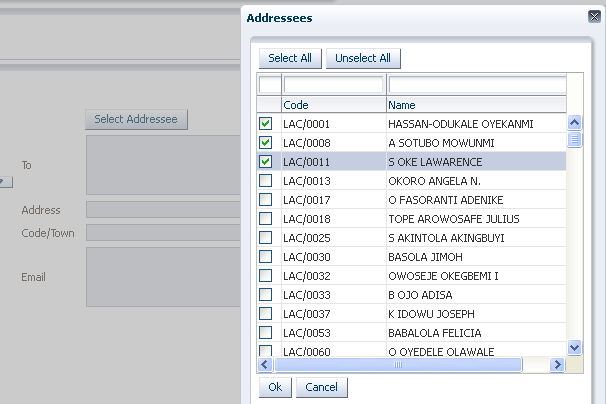 Addressees
Select All Unselect All
Code Name
LAC/0001 HASSAN-ODUKALE OYEKANMI
LAC/0008 A SOTUBO MOWUNMI
LAC/0011 S OKE LAWARENCE
LAC/0013 OKORO ANGELA N.
LAC/0017 O FASORANTI ADENIKE
LAC/0018 TOPE AROWOSAFE JULIUS
LAC/0025 S AKINTOLA AKINGBUYI
LAC/0030 BASOLA JIMOH
LAC/0032 OWOSEJE OKEGBEMI I
LAC/0033 B OJO ADISA
LAC/0037 K IDOWU JOSEPH
LAC/0053 BABALOLA FELICIA
LAC/0060 O OYEDELE OLAWALE
Ok Cancel
Select Addressee
To
Address
Code/Town
Email